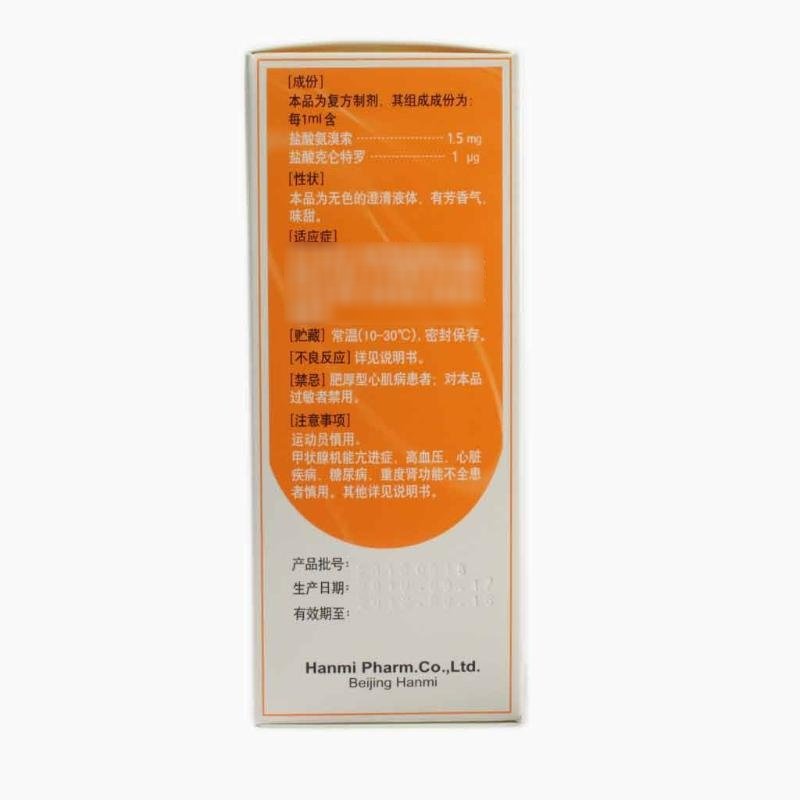 [成份]
本品为复方制剂，其组成成份为：
每1ml含
盐酸氨溴索 1.5 mg
盐酸克仑特罗 1 μg
[性状]
本品为无色的澄清液体，有芳香气，
味甜。
[适应症]
[贮藏] 常温(10-30℃)，密封保存。
[不良反应] 详见说明书。
[禁忌] 肥厚型心肌病患者；对本品
过敏者禁用。
[注意事项]
运动员慎用。
甲状腺机能亢进症、高血压、心脏
疾病、糖尿病、重度肾功能不全患
者慎用。其他详见说明书。
产品批号：
生产日期：
有效期至：
Hanmi Pharm.Co.,Ltd.
Beijing Hanmi